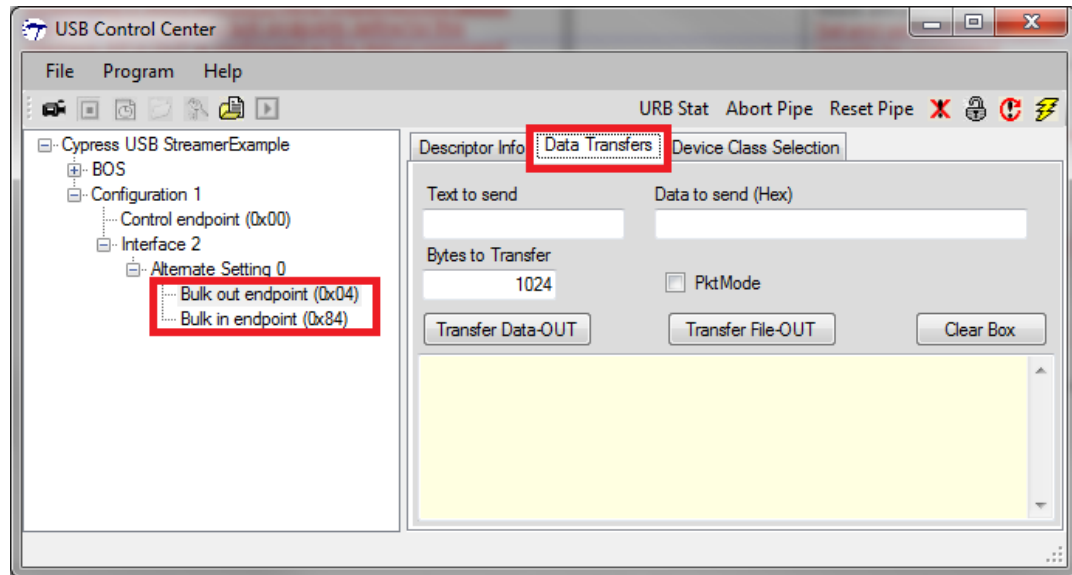 USB Control Center
File Program Help
URB Stat Abort Pipe Reset Pipe
Cypress USB StreamerExample
BOS
Configuration 1
Control endpoint (0x00)
Interface 2
Alternate Setting 0
Bulk out endpoint (0x04)
Bulk in endpoint (0x84)
Descriptor Info Data Transfers Device Class Selection
Text to send Data to send (Hex)
Bytes to Transfer
1024 PktMode
Transfer Data-OUT Transfer File-OUT Clear Box